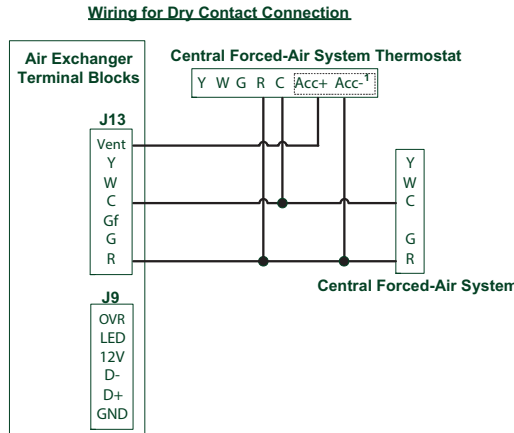 Wiring for Dry Contact Connection
Air Exchanger
Terminal Blocks
Central Forced-Air System Thermostat
Y W G R C Acc+ Acc-1
J13
Vent
Y
W
C
Gf
G
R
Y
W
C
G
R
Central Forced-Air System
J9
OVR
LED
12V
D-
D+
GND